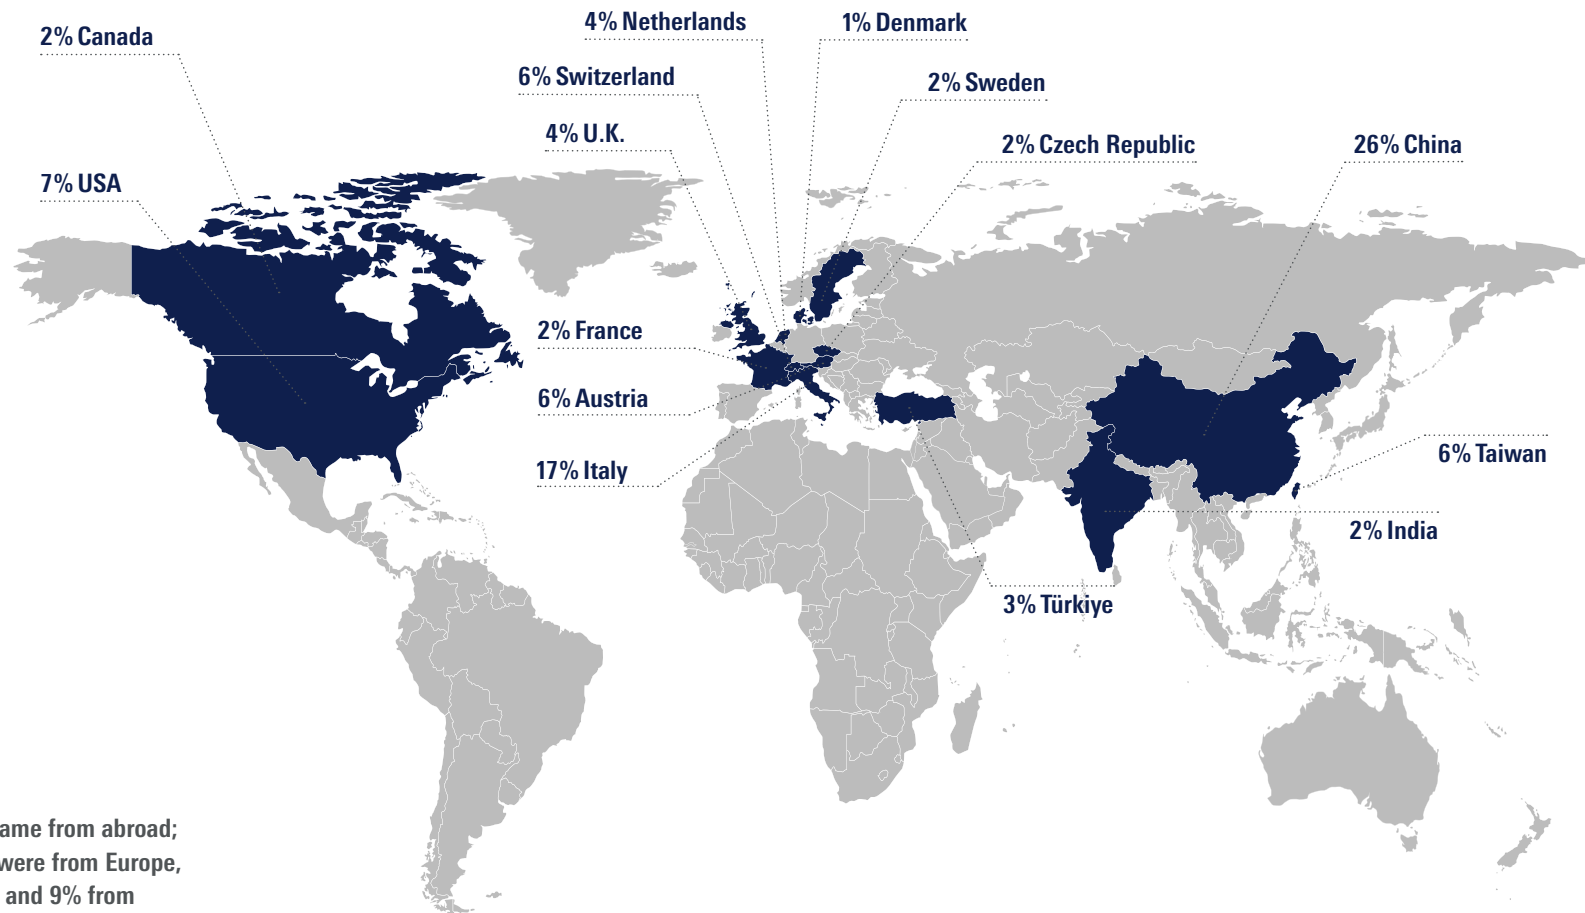 4% Netherlands
1% Denmark
2% Canada
6% Switzerland
2% Sweden
4% U.K.
2% Czech Republic
26% China
7% USA
2% France
6% Austria
17% Italy
6% Taiwan
2% India
3% Türkiye
ame from abroad;
were from Europe,
and 9% from